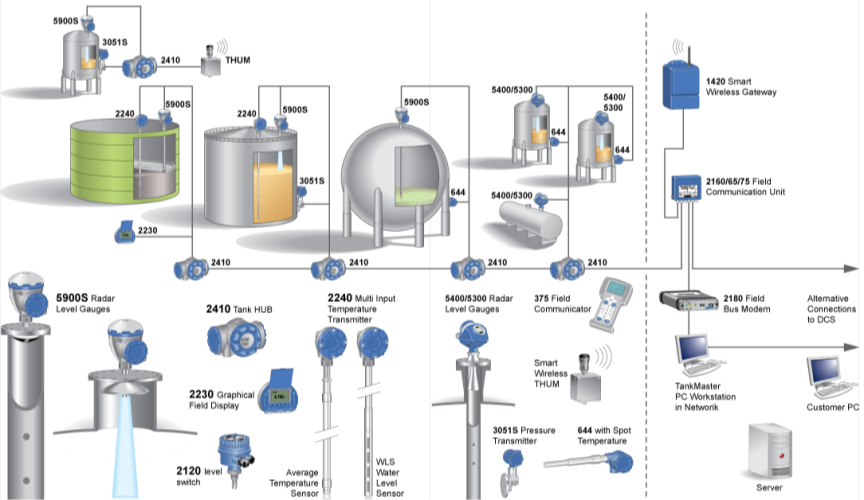 5900S
3051S
2410
THUM
2240
5900S
2230
2240
5900S
3051S
5900S
644
5400/5300
644
5400/
5300
644
5400/5300
2410
2410
2410
2410
1420 Smart
Wireless Gateway
2160/65/75 Field
Communication Unit
2180 Field
Bus Modem
Alternative
Connections
to DCS
TankMaster
PC Workstation
in Network
Customer PC
Server
5900S Radar
Level Gauges
2410 Tank HUB
2230 Graphical
Field Display
2120 level
switch
2240 Multi Input
Temperature
Transmitter
Average
Temperature
Sensor
WLS
Water
Level
Sensor
5400/5300 Radar
Level Gauges
375 Field
Communicator
Smart
Wireless
THUM
3051S Pressure
Transmitter
644 with Spot
Temperature